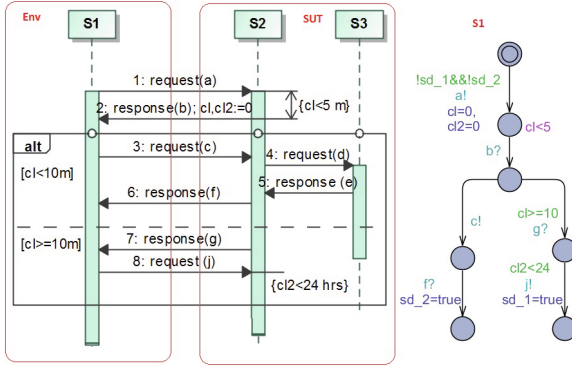 Env
SUT
S1
S1
S2
S3
1: request(a)
2: response(b); cl,cl2:=0
{cl<5 m}
alt
[cl<10m]
3: request(c)
4: request(d)
5: response (e)
6: response(f)
[cl>=10m]
7: response(g)
8: request (j)
{cl2<24 hrs}
!sd_1&&!sd_2
a!
cl=0,
cl2=0
cl<5
b?
c!
cl>=10
g?
f?
sd_2=true
cl2<24
j!
sd_1=true